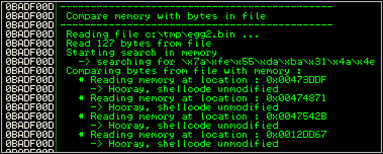 0BADF00D ----------------------------------------
0BADF00D Compare memory with bytes in file
0BADF00D ----------------------------------------
0BADF00D Reading file c:\tmp\egg2.bin ...
0BADF00D Read 127 bytes from file
0BADF00D Starting search in memory
0BADF00D -> searching for \x7a\xfe\x55\xda\xba\x31\x4a\x4e
0BADF00D Comparing bytes from file with memory :
0BADF00D * Reading memory at location : 0x00473DDF
0BADF00D -> Hooray, shellcode unmodified
0BADF00D * Reading memory at location : 0x00474871
0BADF00D -> Hooray, shellcode unmodified
0BADF00D * Reading memory at location : 0x0047542B
0BADF00D -> Hooray, shellcode unmodified
0BADF00D * Reading memory at location : 0x0012DD67
0BADF00D -> Hooray, shellcode unmodified